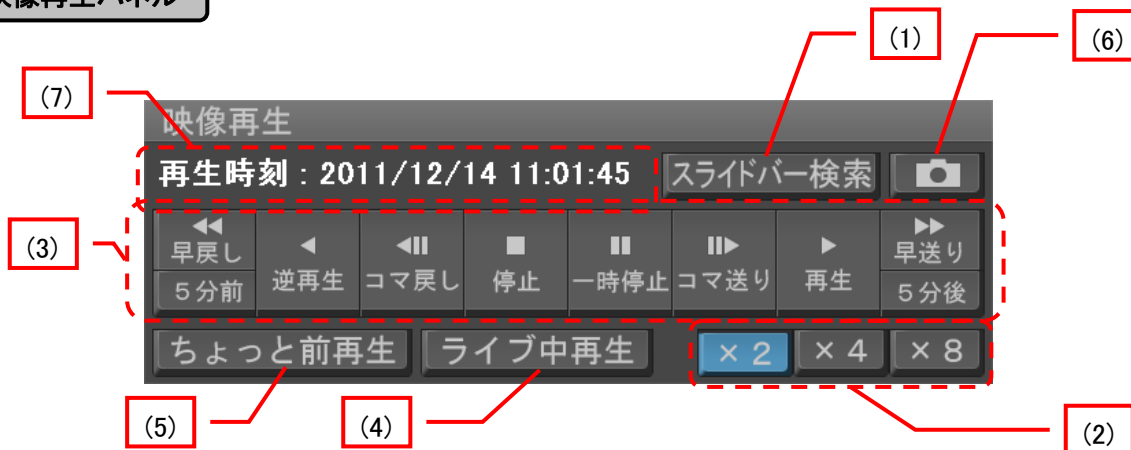 映像再生パネル
(1)
(6)
(7)
映像再生
再生時刻：2011/12/14 11:01:45 スライドバー検索
(3)
早戻し 逆再生 コマ戻し 停止 一時停止 コマ送り 再生 早送り
5分前 5分後
ちょっと前再生 ライブ中再生 ×2 ×4 ×8
(5) (4) (2)